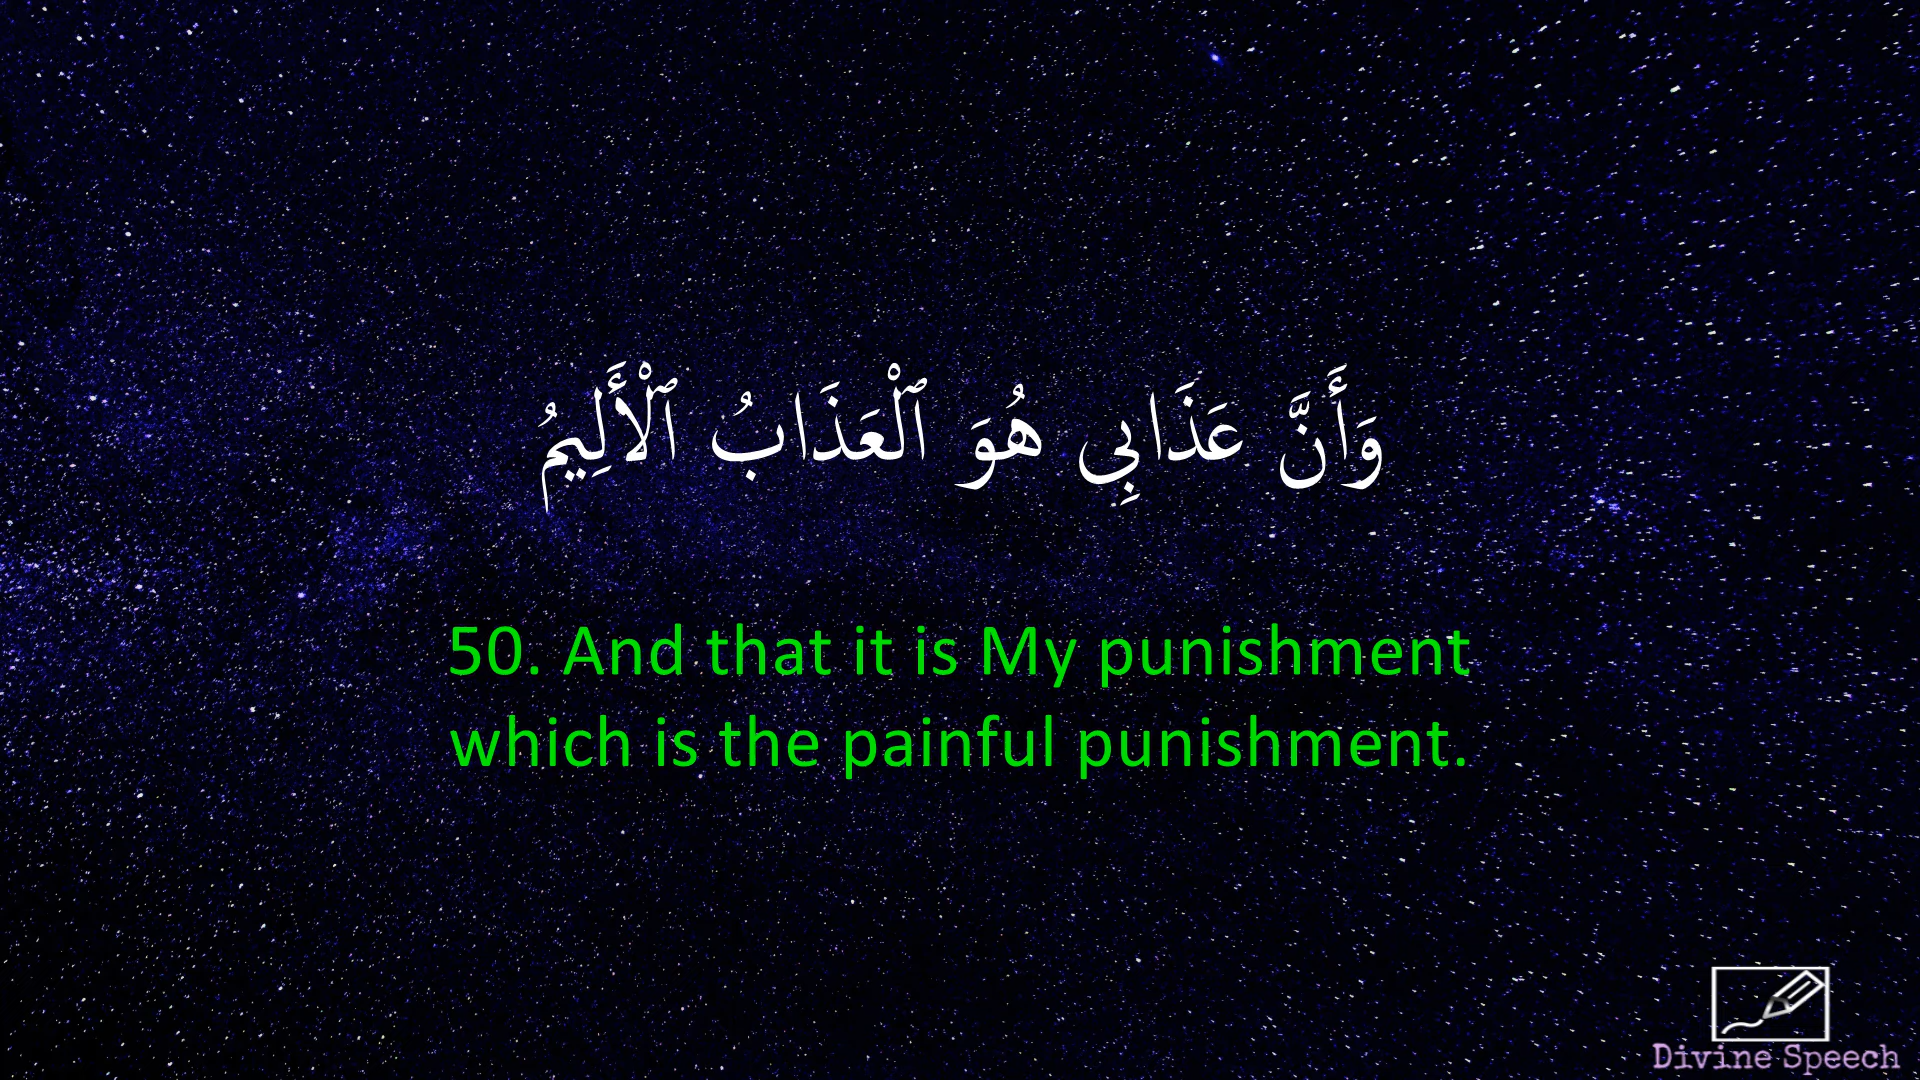 وَأَنَّ عَذَابِي هُوَ ٱلْعَذَابُ ٱلْأَلِيمُ
50. And that it is My punishment
which is the painful punishment.
Divine Speech